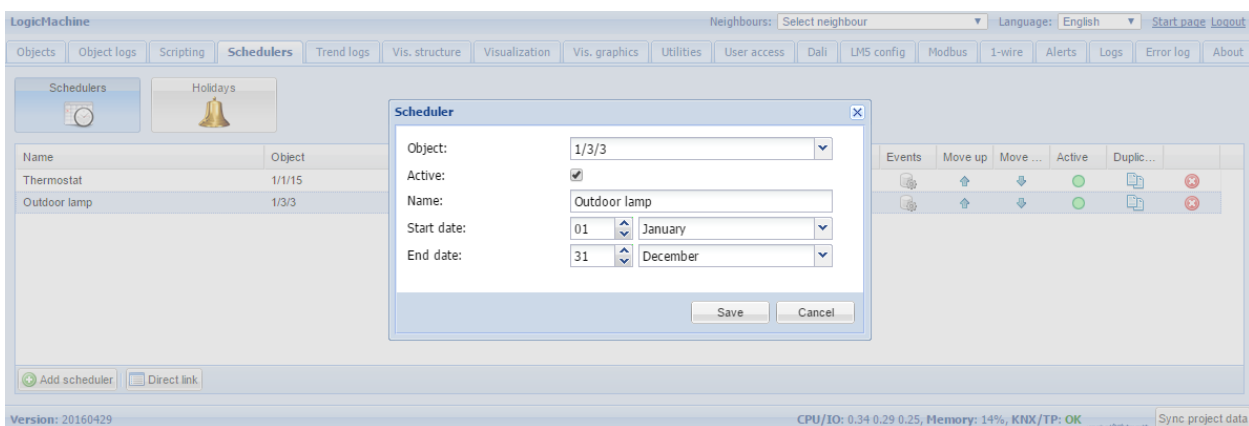 LogicMachine Neighbours: Select neighbour Language: English Start page Logout
Objects Object logs Scripting Schedulers Trend logs Vis. structure Visualization Vis. graphics Utilities User access Dali LMS config Modbus 1-wire Alerts Logs Error log About
Schedulers Holidays
Scheduler
Object: 1/3/3
Active:
Name: Outdoor lamp
Start date: 01 January
End date: 31 December
Save Cancel
Name Object Events Move up Move ... Active Duplic...
Thermostat 1/1/15
Outdoor lamp 1/3/3
Add scheduler Direct link
Version: 20160429 CPU/IO: 0.34 0.29 0.25, Memory: 14%, KNX/TP: OK Sync project data